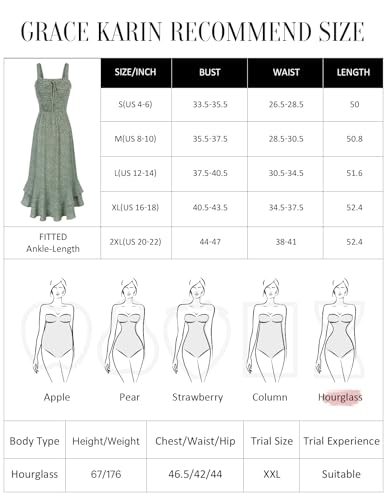 GRACE KARIN RECOMMEND SIZE
SIZE/INCH BUST WAIST LENGTH
S(US 4-6) 33.5-35.5 26.5-28.5 50
M(US 8-10) 35.5-37.5 28.5-30.5 50.8
L(US 12-14) 37.5-40.5 30.5-34.5 51.6
XL(US 16-18) 40.5-43.5 34.5-37.5 52.4
FITTED
Ankle-Length
2XL(US 20-22) 44-47 38-41 52.4
Apple Pear Strawberry Column Hourglass
Body Type Height/Weight Chest/Waist/Hip Trial Size Trial Experience
Hourglass 67/176 46.5/42/44 XXL Suitable